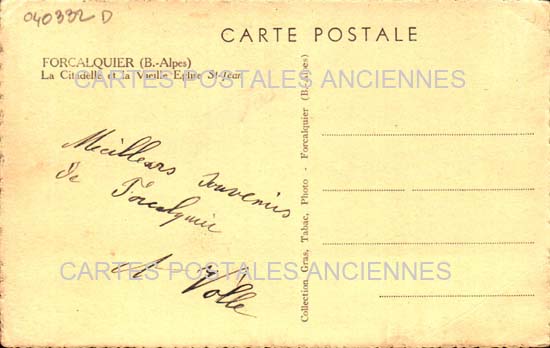 040332 D
CARTE POSTALE
FORCALQUIER (B.-Alpes)
La Citadelle et la Vieille Eglise St-Jean
CARTES POSTALES ANCIENNES
Meilleurs souvenirs
de Forcalquier
A Volle
CARTES POSTALES ANCIENNES
Collection Gras, Tabac, Photo - Forcalquier (B.-Alpes)